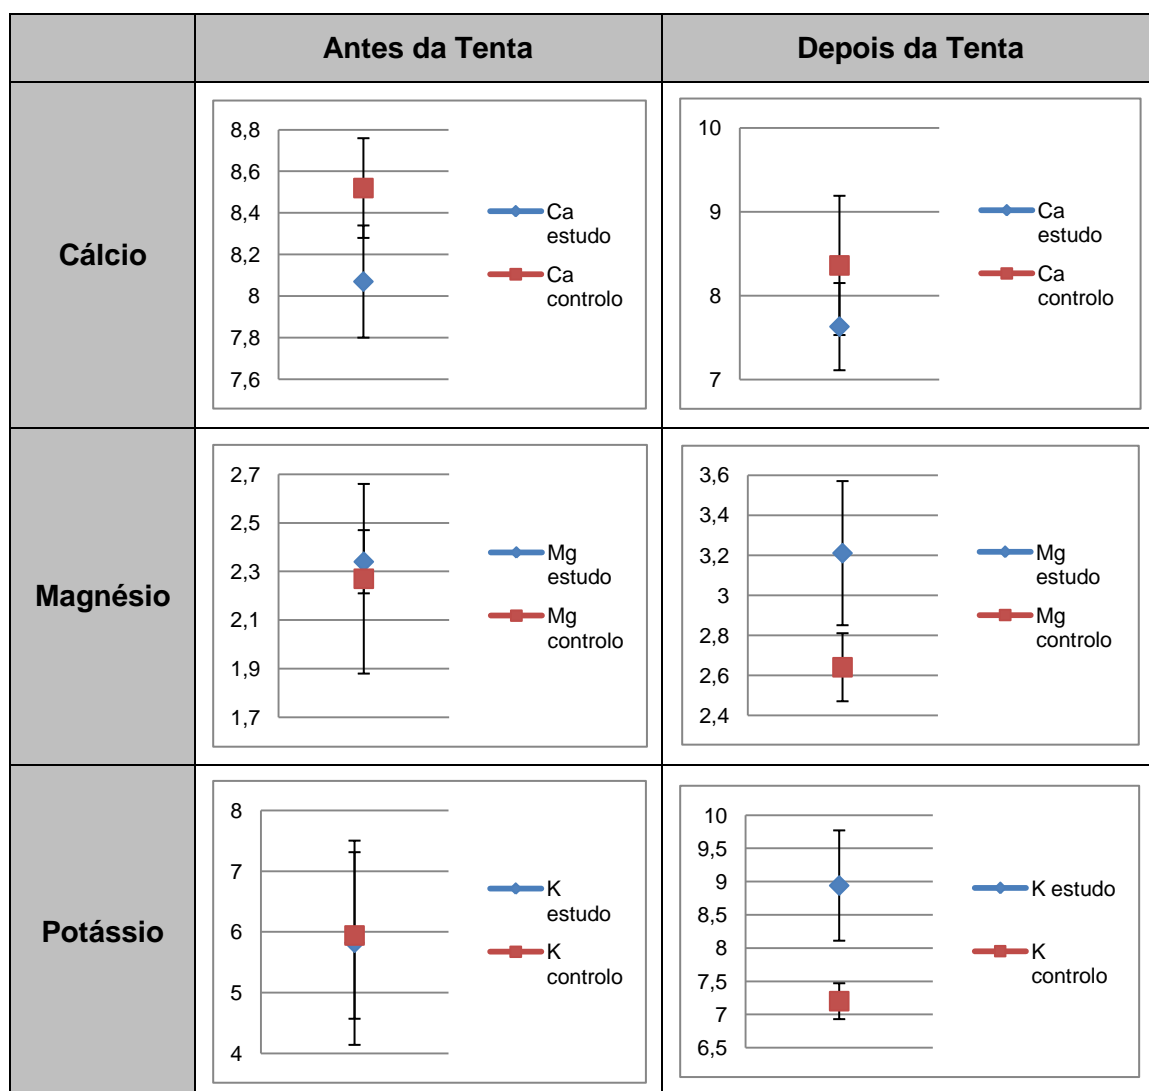 Antes da Tenta
Depois da Tenta
Cálcio
8,8
8,6
8,4
8,2
8
7,8
7,6
Ca
estudo
Ca
controlo
10
9
8
7
Ca
estudo
Ca
controlo
Magnésio
2,7
2,5
2,3
2,1
1,9
1,7
Mg
estudo
Mg
controlo
3,6
3,4
3,2
3
2,8
2,6
2,4
Mg
estudo
Mg
controlo
Potássio
8
7
6
5
4
K
estudo
K
controlo
10
9,5
9
8,5
8
7,5
7
6,5
K estudo
K
controlo